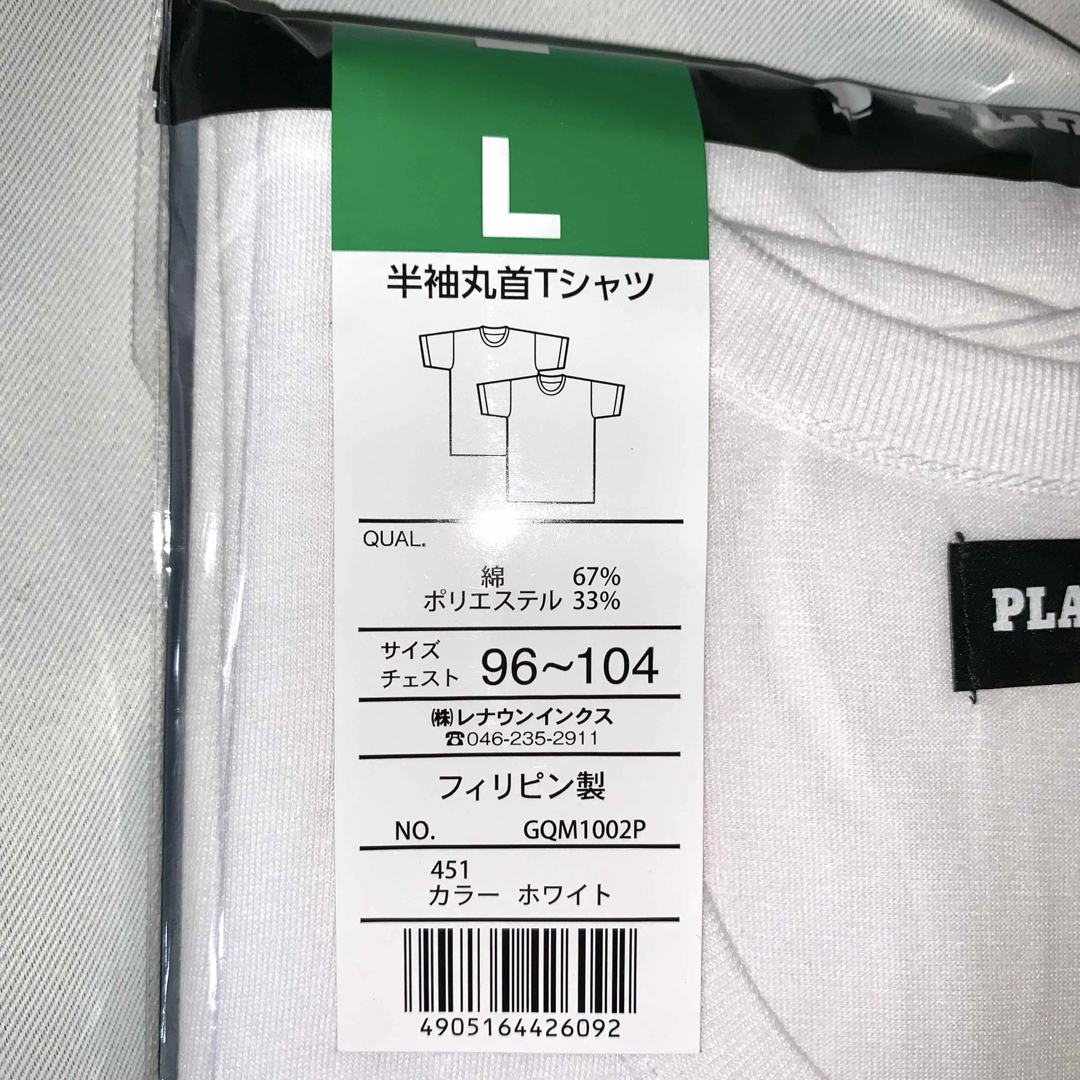 L
半袖丸首Tシャツ
QUAL.
綿 67%
ポリエステル 33%
サイズ
チェスト 96~104
㈱レナウンインクス
☎046-235-2911
フィリピン製
NO. GQM1002P
451
カラー ホワイト
4905164426092
PLA